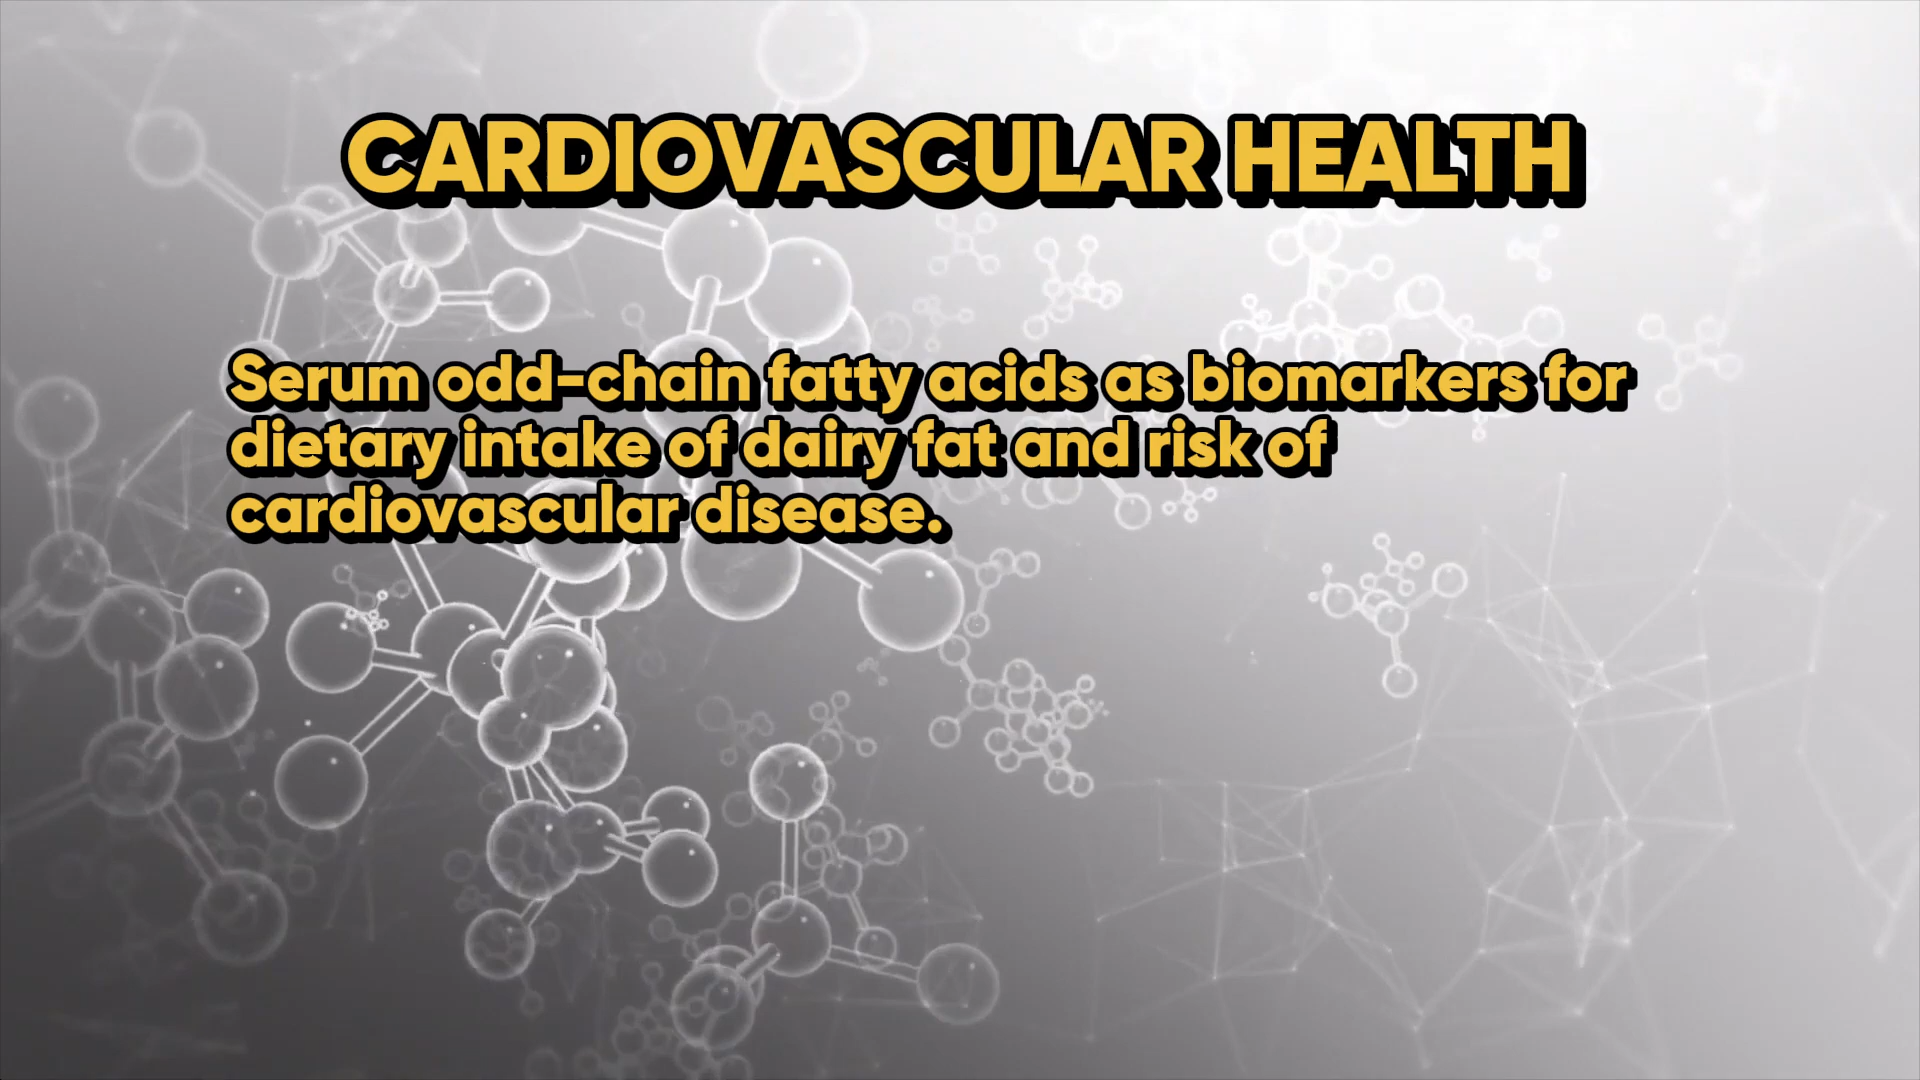 CARDIOVASCULAR HEALTH
Serum odd-chain fatty acids as biomarkers for
dietary intake of dairy fat and risk of
cardiovascular disease.